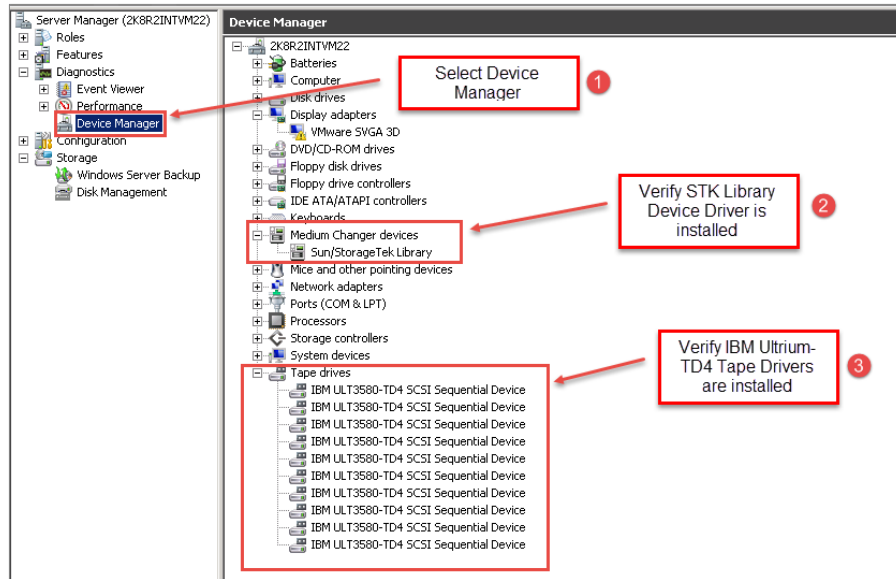 Server Manager (2K8R2INTVM22)
Roles
Features
Diagnostics
Event Viewer
Performance
Device Manager
Configuration
Storage
Windows Server Backup
Disk Management
Device Manager
2K8R2INTVM22
Batteries
Computer
Disk drives
Display adapters
VMware SVGA 3D
DVD/CD-ROM drives
Floppy disk drives
Floppy drive controllers
IDE ATA/ATAPI controllers
Keyboards
Medium Changer devices
Sun/StorageTek Library
Mice and other pointing devices
Network adapters
Ports (COM & LPT)
Processors
Storage controllers
System devices
Tape drives
IBM ULT3580-TD4 SCSI Sequential Device
IBM ULT3580-TD4 SCSI Sequential Device
IBM ULT3580-TD4 SCSI Sequential Device
IBM ULT3580-TD4 SCSI Sequential Device
IBM ULT3580-TD4 SCSI Sequential Device
IBM ULT3580-TD4 SCSI Sequential Device
IBM ULT3580-TD4 SCSI Sequential Device
IBM ULT3580-TD4 SCSI Sequential Device
IBM ULT3580-TD4 SCSI Sequential Device
IBM ULT3580-TD4 SCSI Sequential Device
Select Device
Manager
1
Verify STK Library
Device Driver is
installed
2
Verify IBM Ultrium-
TD4 Tape Drivers
are installed
3